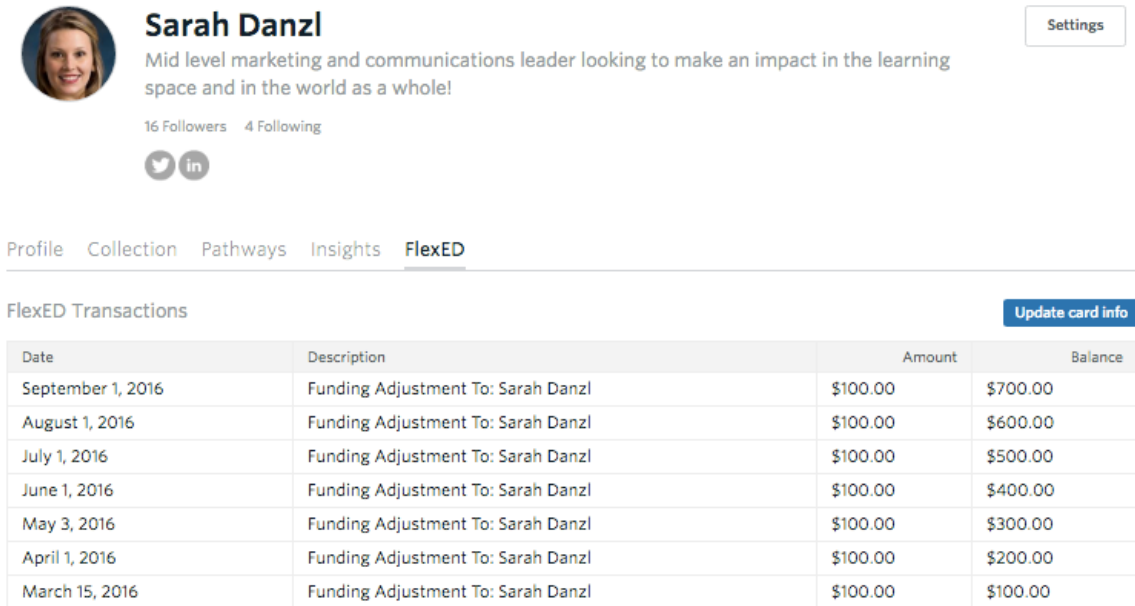 Sarah Danzl
Settings
Mid level marketing and communications leader looking to make an impact in the learning
space and in the world as a whole!
16 Followers 4 Following
in
Profile Collection Pathways Insights FlexED
FlexED Transactions
Update card info
Date Description Amount Balance
September 1, 2016 Funding Adjustment To: Sarah Danzl $100.00 $700.00
August 1, 2016 Funding Adjustment To: Sarah Danzl $100.00 $600.00
July 1, 2016 Funding Adjustment To: Sarah Danzl $100.00 $500.00
June 1, 2016 Funding Adjustment To: Sarah Danzl $100.00 $400.00
May 3, 2016 Funding Adjustment To: Sarah Danzl $100.00 $300.00
April 1, 2016 Funding Adjustment To: Sarah Danzl $100.00 $200.00
March 15, 2016 Funding Adjustment To: Sarah Danzl $100.00 $100.00